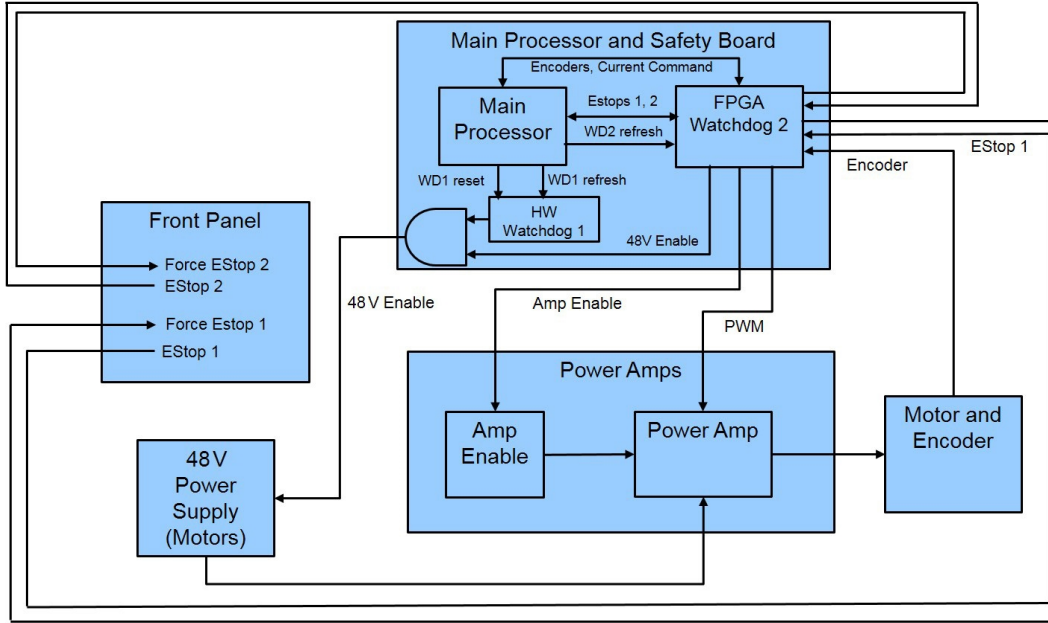 Main Processor and Safety Board
Encoders, Current Command
Main
Processor
Estops 1, 2
WD2 refresh
FPGA
Watchdog 2
EStop 1
Encoder
WD1 reset
WD1 refresh
HW
Watchdog 1
48V Enable
Front Panel
Force EStop 2
EStop 2
Force Estop 1
EStop 1
48 V Enable
Amp Enable
PWM
Power Amps
Amp
Enable
Power Amp
Motor and
Encoder
48 V
Power
Supply
(Motors)